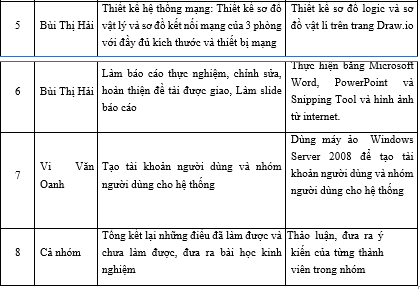 5
Bùi Thị Hải
Thiết kế hệ thống mạng: Thiết kế sơ đồ
vật lý và sơ đồ kết nối mạng của 3 phòng
với đầy đủ kích thước và thiết bị mạng
Thiết kế sơ đồ logic và sơ
đồ vật lí trên trang Draw.io
6
Bùi Thị Hải
Làm báo cáo thực nghiệm, chỉnh sửa,
hoàn thiện đề tài được giao, Làm slide
báo cáo
Thực hiện bằng Microsoft
Word, PowerPoint và
Snipping Tool và hình ảnh
từ internet.
7
Vi Văn
Oanh
Tạo tài khoản người dùng và nhóm
người dùng cho hệ thống
Dùng máy ảo Windows
Server 2008 để tạo tài
khoản người dùng và nhóm
người dùng cho hệ thống
8
Cả nhóm
Tổng kết lại những điều đã làm được và
chưa làm được, đưa ra bài học kinh
nghiệm
Thảo luận, đưa ra ý
kiến của từng thành
viên trong nhóm